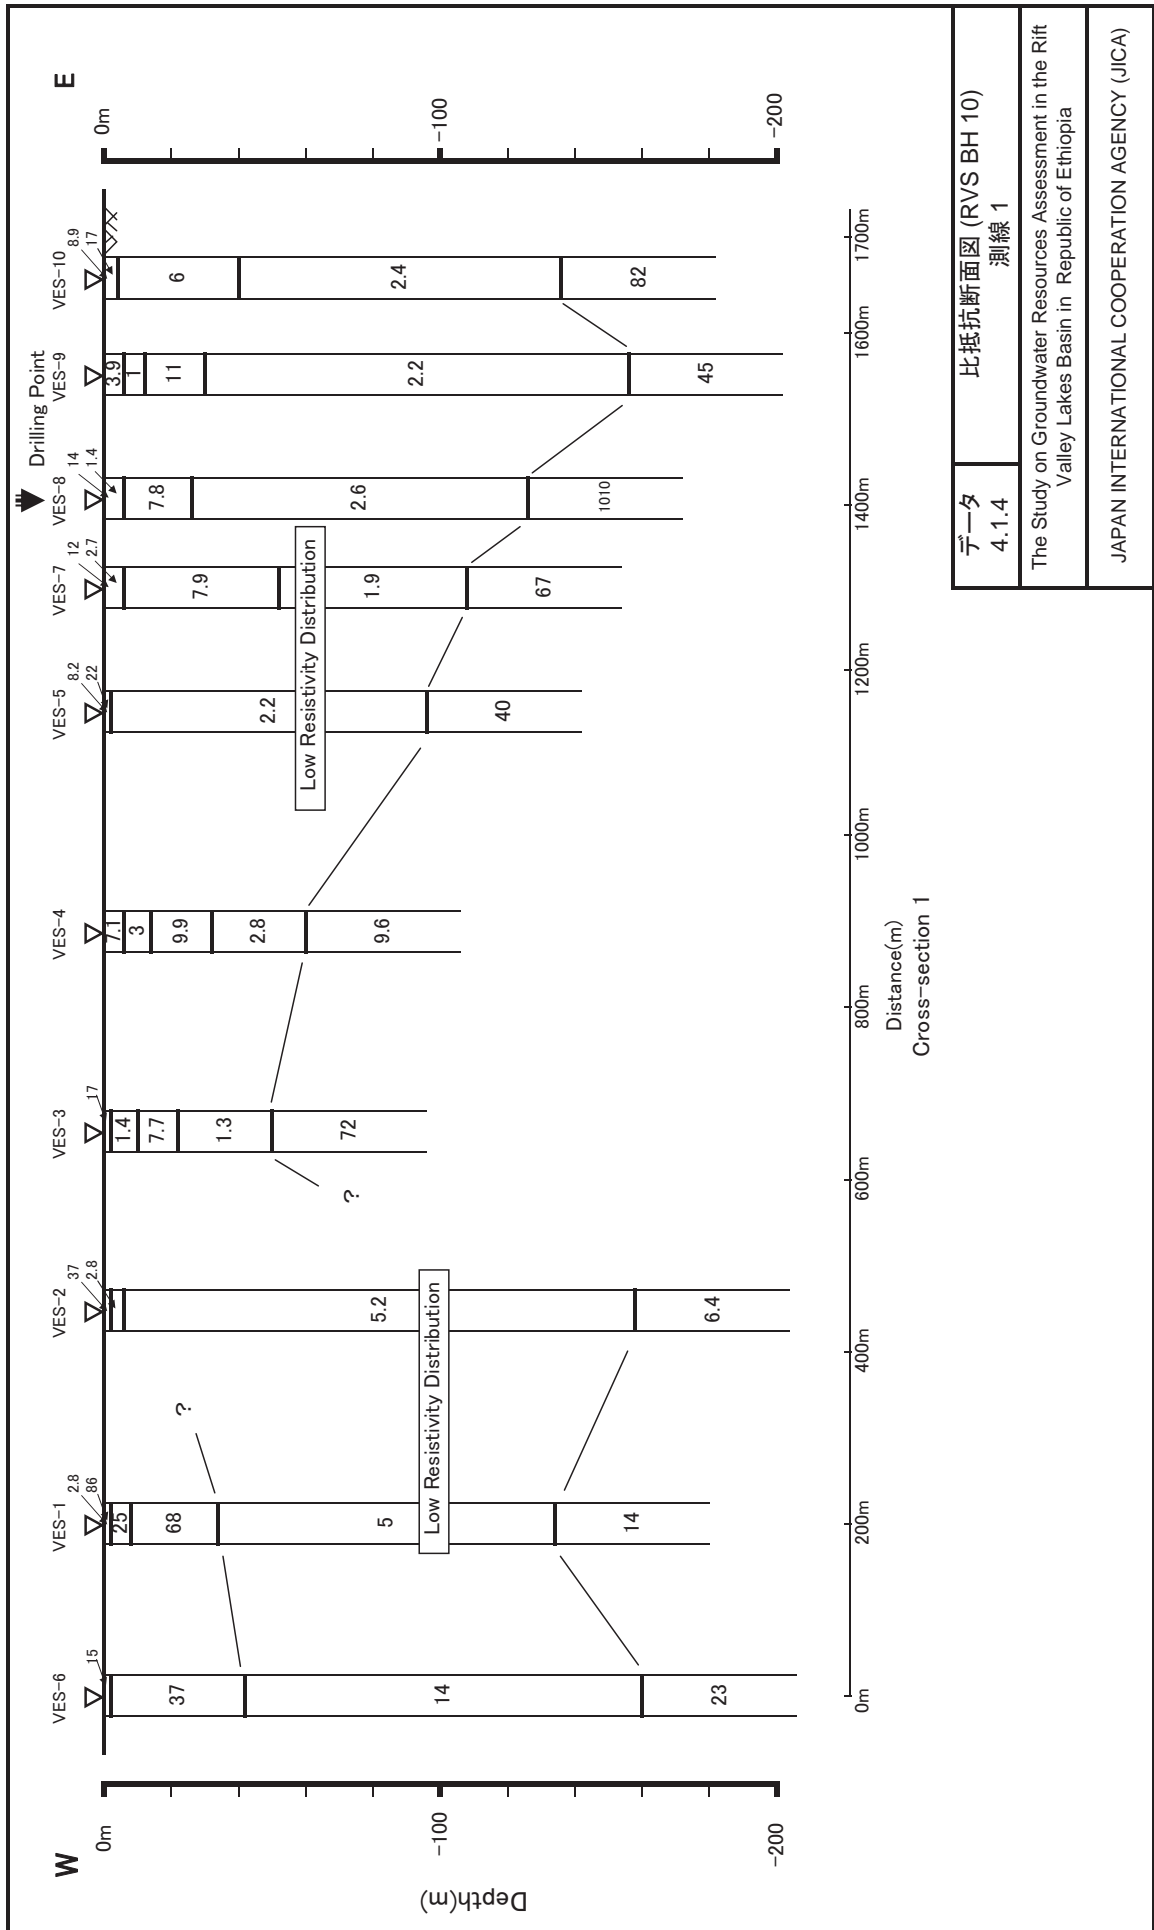 W
E
Drilling Point
VES-6
VES-1
VES-2
VES-3
VES-4
VES-5
VES-7
VES-8
VES-9
VES-10
15
2.8
86
37
2.8
17
8.2
22
12
2.7
14
1.4
8.9
17
0m
-100
-200
Depth(m)
37
14
23
25
68
5
14
5.2
6.4
1.4
7.7
1.3
72
7.1
3
9.9
2.8
9.6
2.2
40
7.9
1.9
67
7.8
2.6
1010
3.9
1
11
2.2
45
6
2.4
82
?
?
Low Resistivity Distribution
Low Resistivity Distribution
0m
-100
-200
0m
200m
400m
600m
800m
1000m
1200m
1400m
1600m
1700m
Distance(m)
Cross-section 1
データ
4.1.4
比抵抗断面図 (RVS BH 10)
測線 1
The Study on Groundwater Resources Assessment in the Rift
Valley Lakes Basin in Republic of Ethiopia
JAPAN INTERNATIONAL COOPERATION AGENCY (JICA)